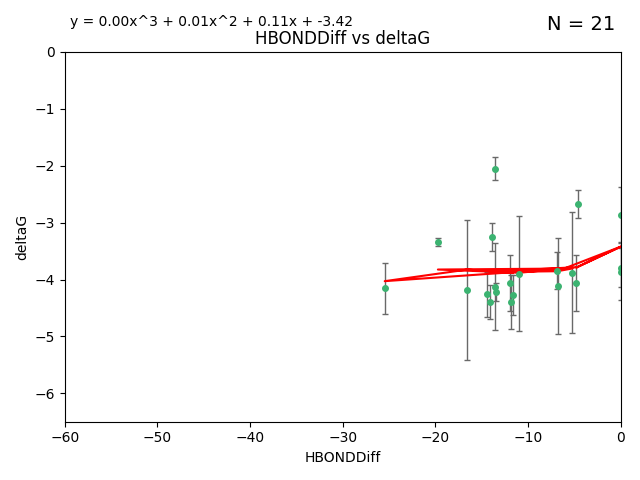 y = 0.00x^3 + 0.01x^2 + 0.11x + -3.42
N = 21
HBONDDiff vs deltaG
deltaG
0
−1
−2
−3
−4
−5
−6
−60
−50
−40
−30
−20
−10
0
HBONDDiff